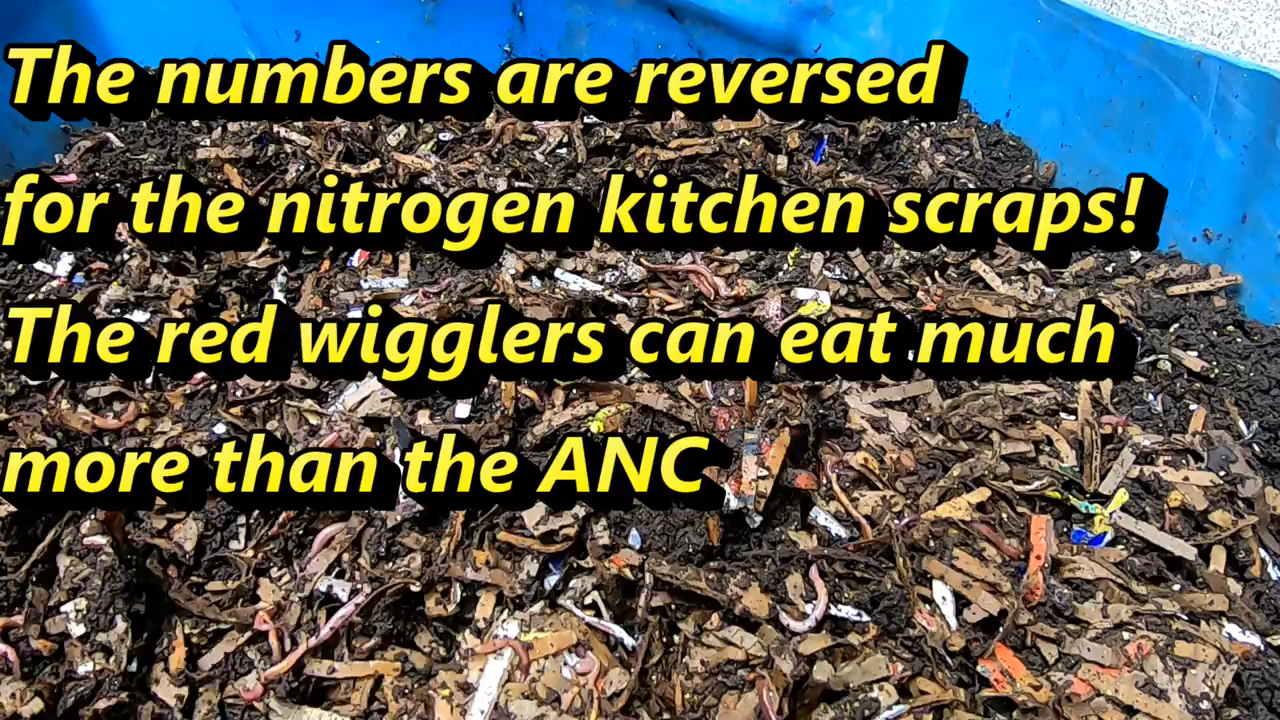 The numbers are reversed
for the nitrogen kitchen scraps!
The red wigglers can eat much
more than the ANC